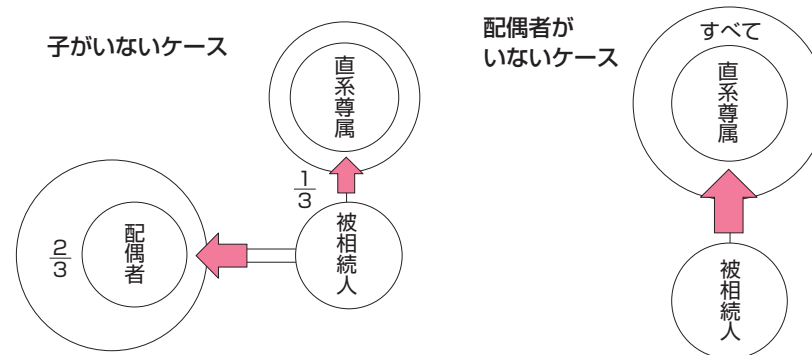 子がいないケース
直系尊属
1/3
2/3
配偶者
被相続人
配偶者が
いないケース
すべて
直系尊属
被相続人